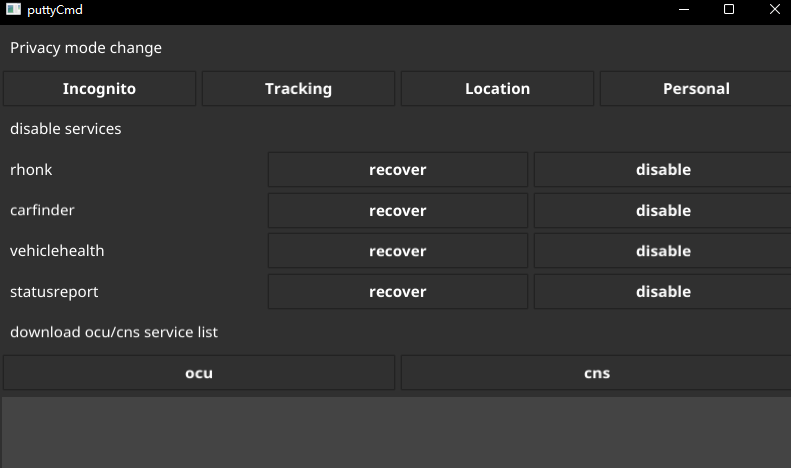 puttyCmd
Privacy mode change
Incognito Tracking Location Personal
disable services
rhonk recover disable
carfinder recover disable
vehiclehealth recover disable
statusreport recover disable
download ocu/cns service list
ocu cns